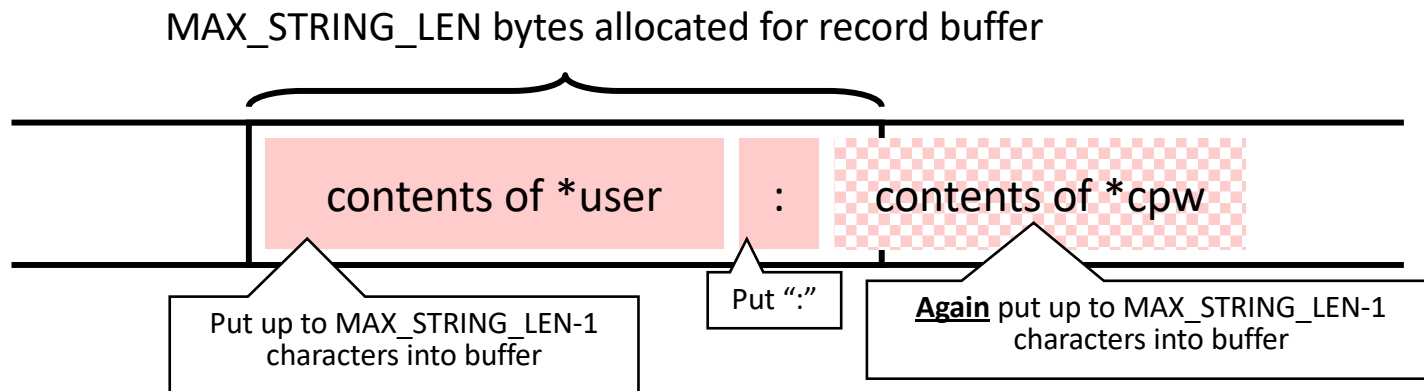 MAX_STRING_LEN bytes allocated for record buffer
contents of *user
:
contents of *cpw
Put up to MAX_STRING_LEN-1
characters into buffer
Put “:”
Again put up to MAX_STRING_LEN-1
characters into buffer